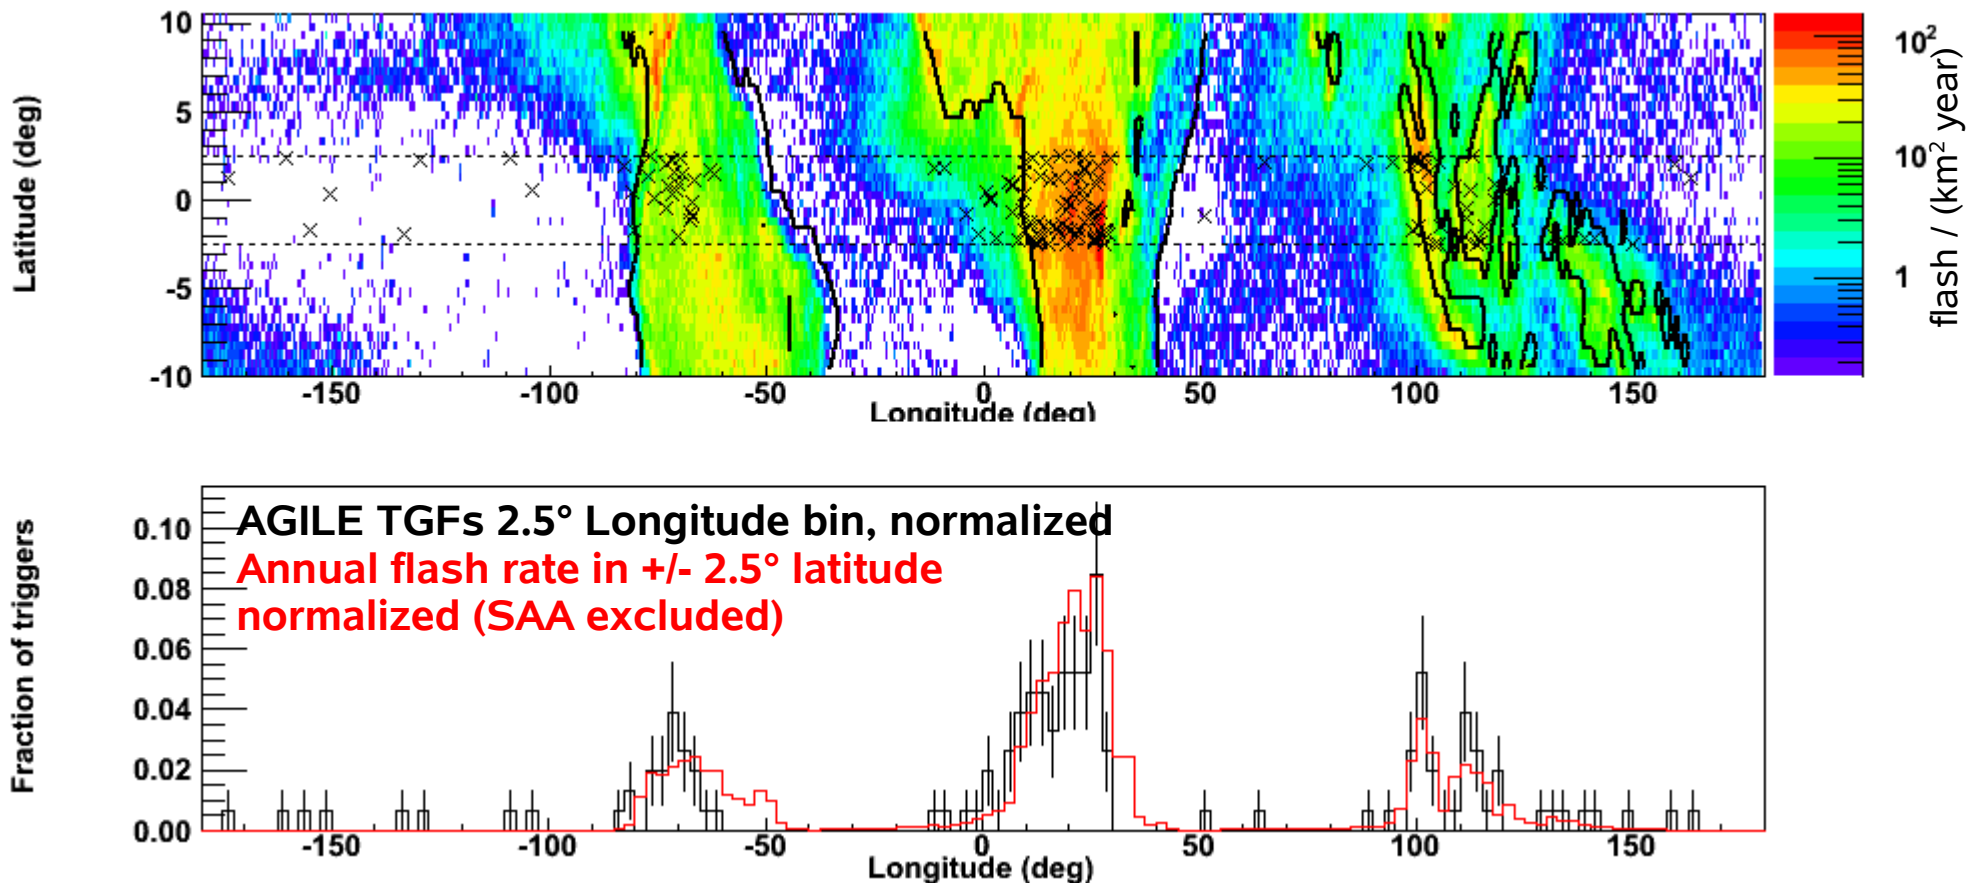 10
5
0
-5
-10
Latitude (deg)
-150 -100 -50 0 50 100 150
Longitude (deg)
10²
10
1
flash / (km² year)
AGILE TGFs 2.5° Longitude bin, normalized
Annual flash rate in +/- 2.5° latitude
normalized (SAA excluded)
0.10
0.08
0.06
0.04
0.02
0.00
Fraction of triggers
-150 -100 -50 0 50 100 150
Longitude (deg)